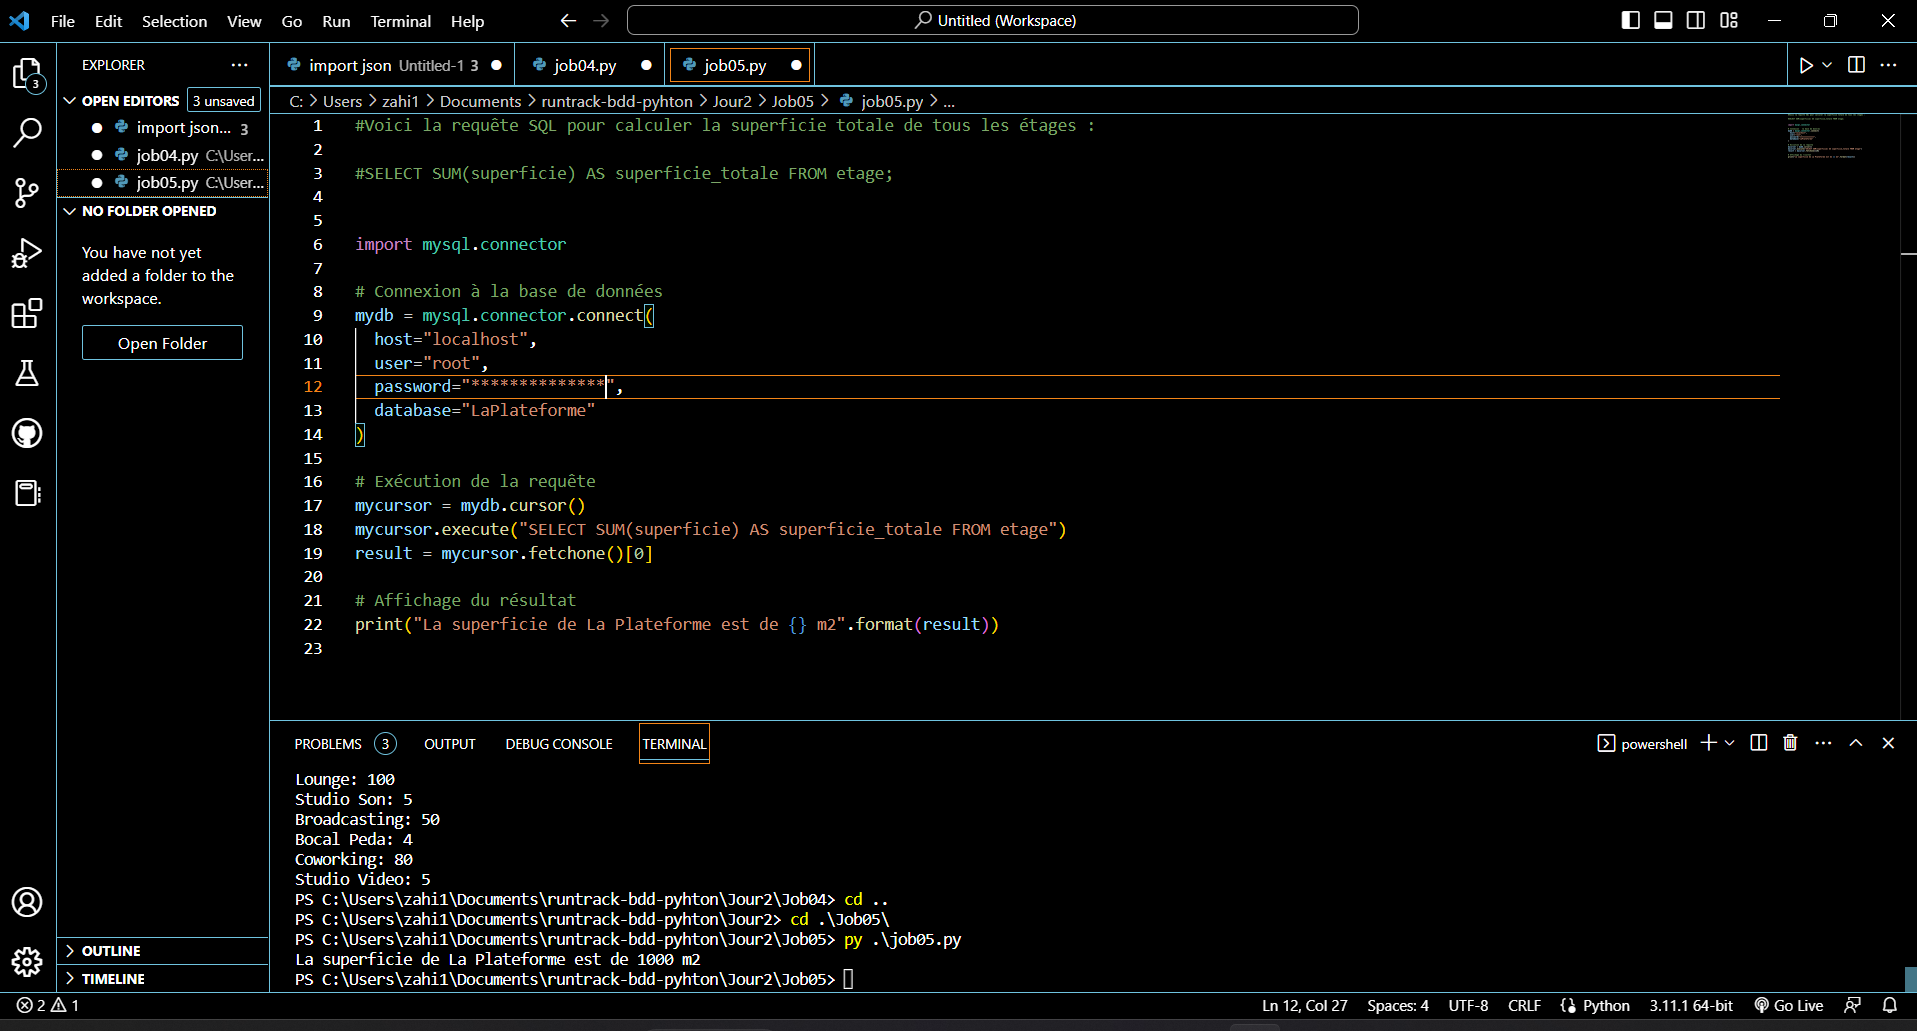 File Edit Selection View Go Run Terminal Help
Untitled (Workspace)
3
EXPLORER
OPEN EDITORS 3 unsaved
import json... 3
job04.py C:\User...
job05.py C:\User...
NO FOLDER OPENED
You have not yet
added a folder to the
workspace.
Open Folder
OUTLINE
TIMELINE
import json Untitled-1 3
job04.py
job05.py
C: > Users > zahi1 > Documents > runtrack-bdd-pyhton > Jour2 > Job05 > job05.py > ...
1 #Voici la requête SQL pour calculer la superficie totale de tous les étages :
2
3 #SELECT SUM(superficie) AS superficie_totale FROM etage;
4
5
6 import mysql.connector
7
8 # Connexion à la base de données
9 mydb = mysql.connector.connect(
10 host="localhost",
11 user="root",
12 password="**************",
13 database="LaPlateforme"
14 )
15
16 # Exécution de la requête
17 mycursor = mydb.cursor()
18 mycursor.execute("SELECT SUM(superficie) AS superficie_totale FROM etage")
19 result = mycursor.fetchone()[0]
20
21 # Affichage du résultat
22 print("La superficie de La Plateforme est de {} m2".format(result))
23
PROBLEMS 3 OUTPUT DEBUG CONSOLE TERMINAL
powershell
Lounge: 100
Studio Son: 5
Broadcasting: 50
Bocal Peda: 4
Coworking: 80
Studio Video: 5
PS C:\Users\zahi1\Documents\runtrack-bdd-pyhton\Jour2\Job04> cd ..
PS C:\Users\zahi1\Documents\runtrack-bdd-pyhton\Jour2> cd .\Job05\
PS C:\Users\zahi1\Documents\runtrack-bdd-pyhton\Jour2\Job05> py .\job05.py
La superficie de La Plateforme est de 1000 m2
PS C:\Users\zahi1\Documents\runtrack-bdd-pyhton\Jour2\Job05>
2 1
Ln 12, Col 27 Spaces: 4 UTF-8 CRLF Python 3.11.1 64-bit Go Live